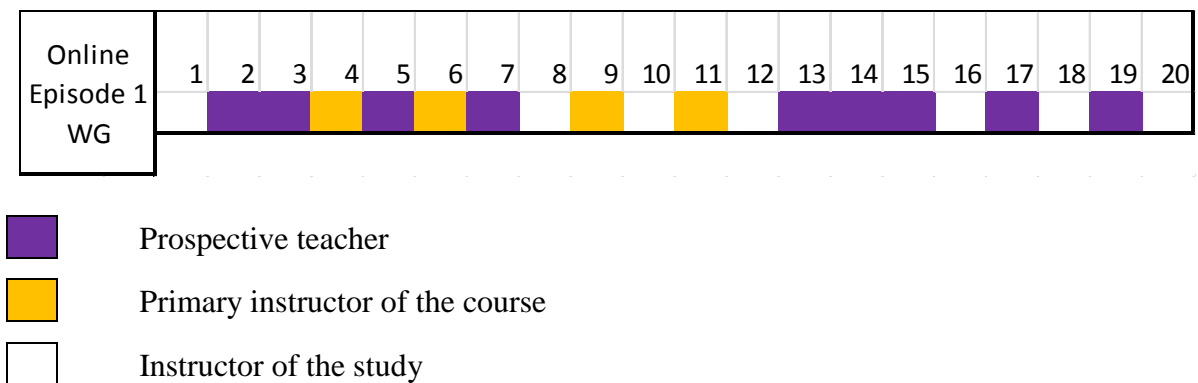 Online
Episode 1
WG
1 2 3 4 5 6 7 8 9 10 11 12 13 14 15 16 17 18 19 20
Prospective teacher
Primary instructor of the course
Instructor of the study